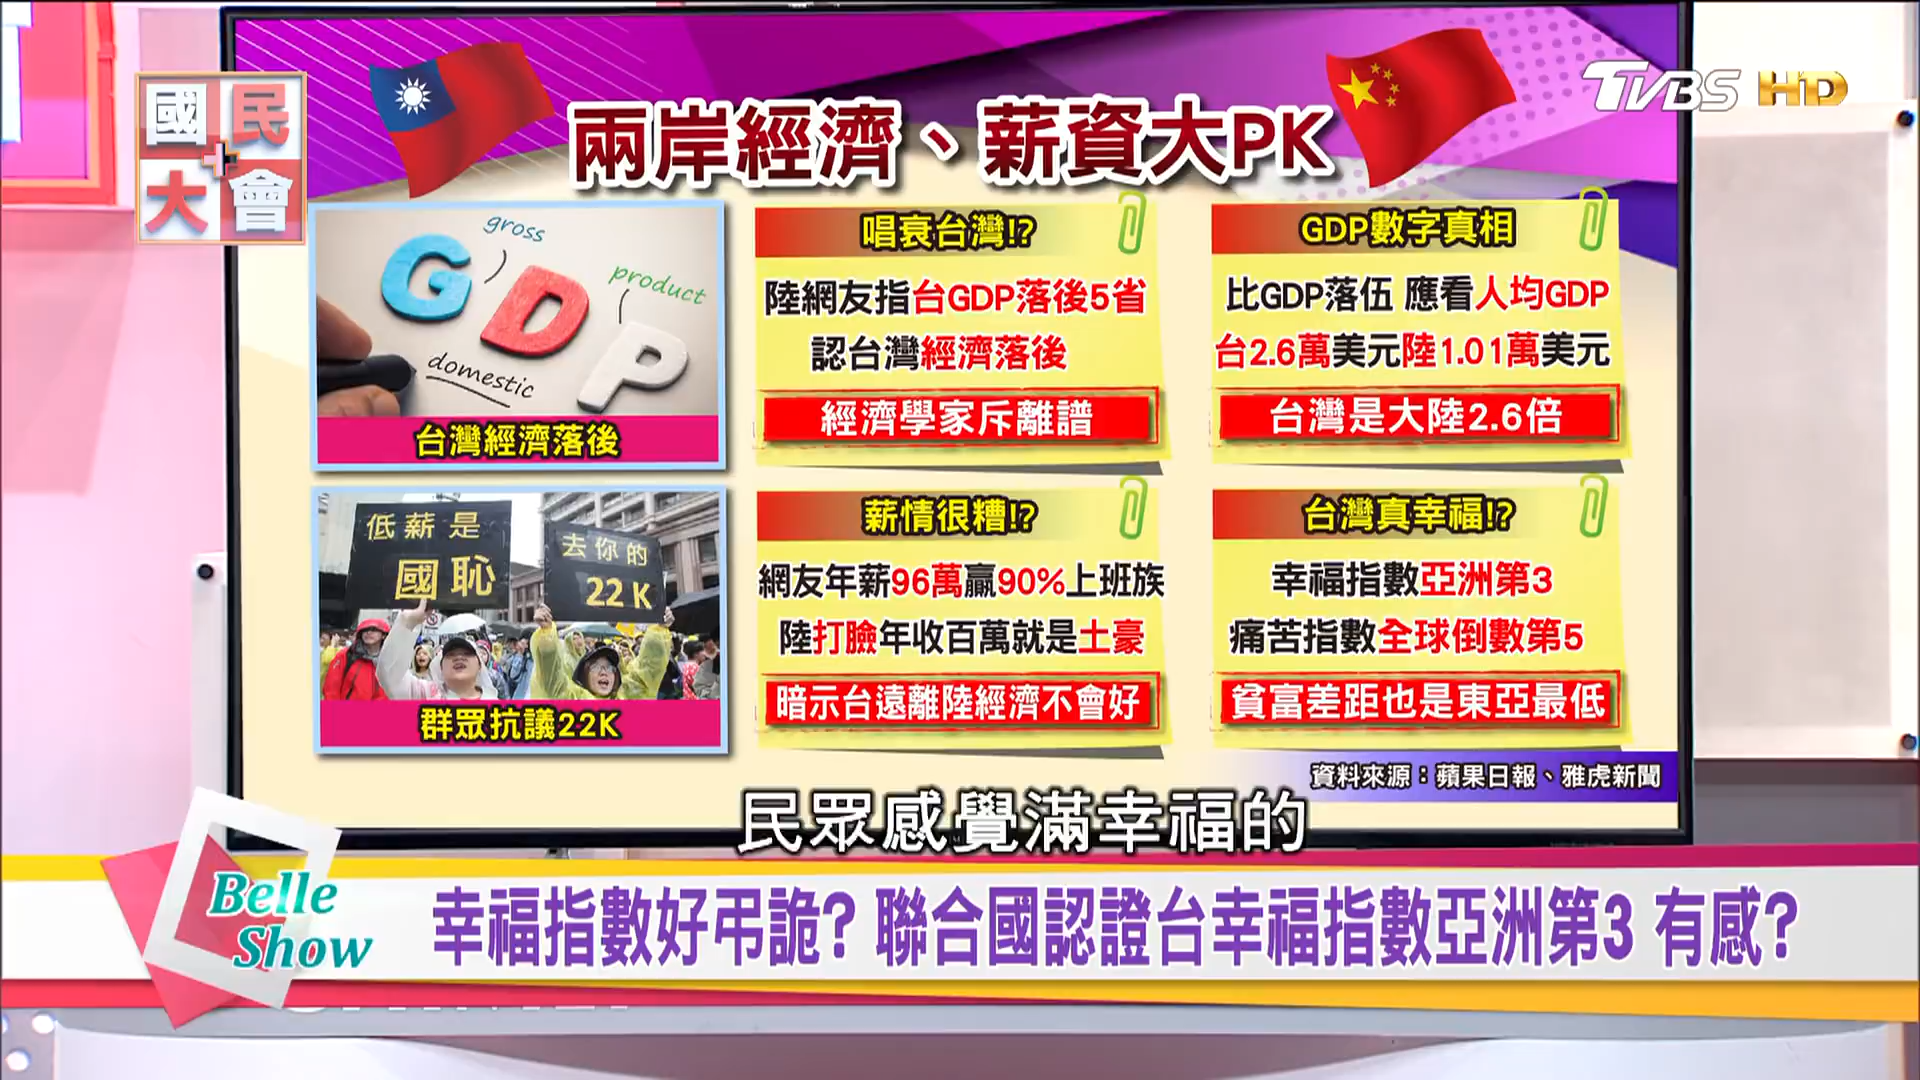 國民
大會
TVBS HD
兩岸經濟、薪資大PK
gross
product
GDP
domestic
台灣經濟落後
唱衰台灣!?
陸網友指台GDP落後5省
認台灣經濟落後
經濟學家斥離譜
GDP數字真相
比GDP落伍 應看人均GDP
台2.6萬美元陸1.01萬美元
台灣是大陸2.6倍
低薪是
國恥
去你的
22K
群眾抗議22K
薪情很糟!?
網友年薪96萬贏90%上班族
陸打臉年收百萬就是土豪
暗示台遠離陸經濟不會好
台灣真幸福!?
幸福指數亞洲第3
痛苦指數全球倒數第5
貧富差距也是東亞最低
資料來源：蘋果日報、雅虎新聞
民眾感覺滿幸福的
Belle
Show
幸福指數好弔詭? 聯合國認證台幸福指數亞洲第3 有感?